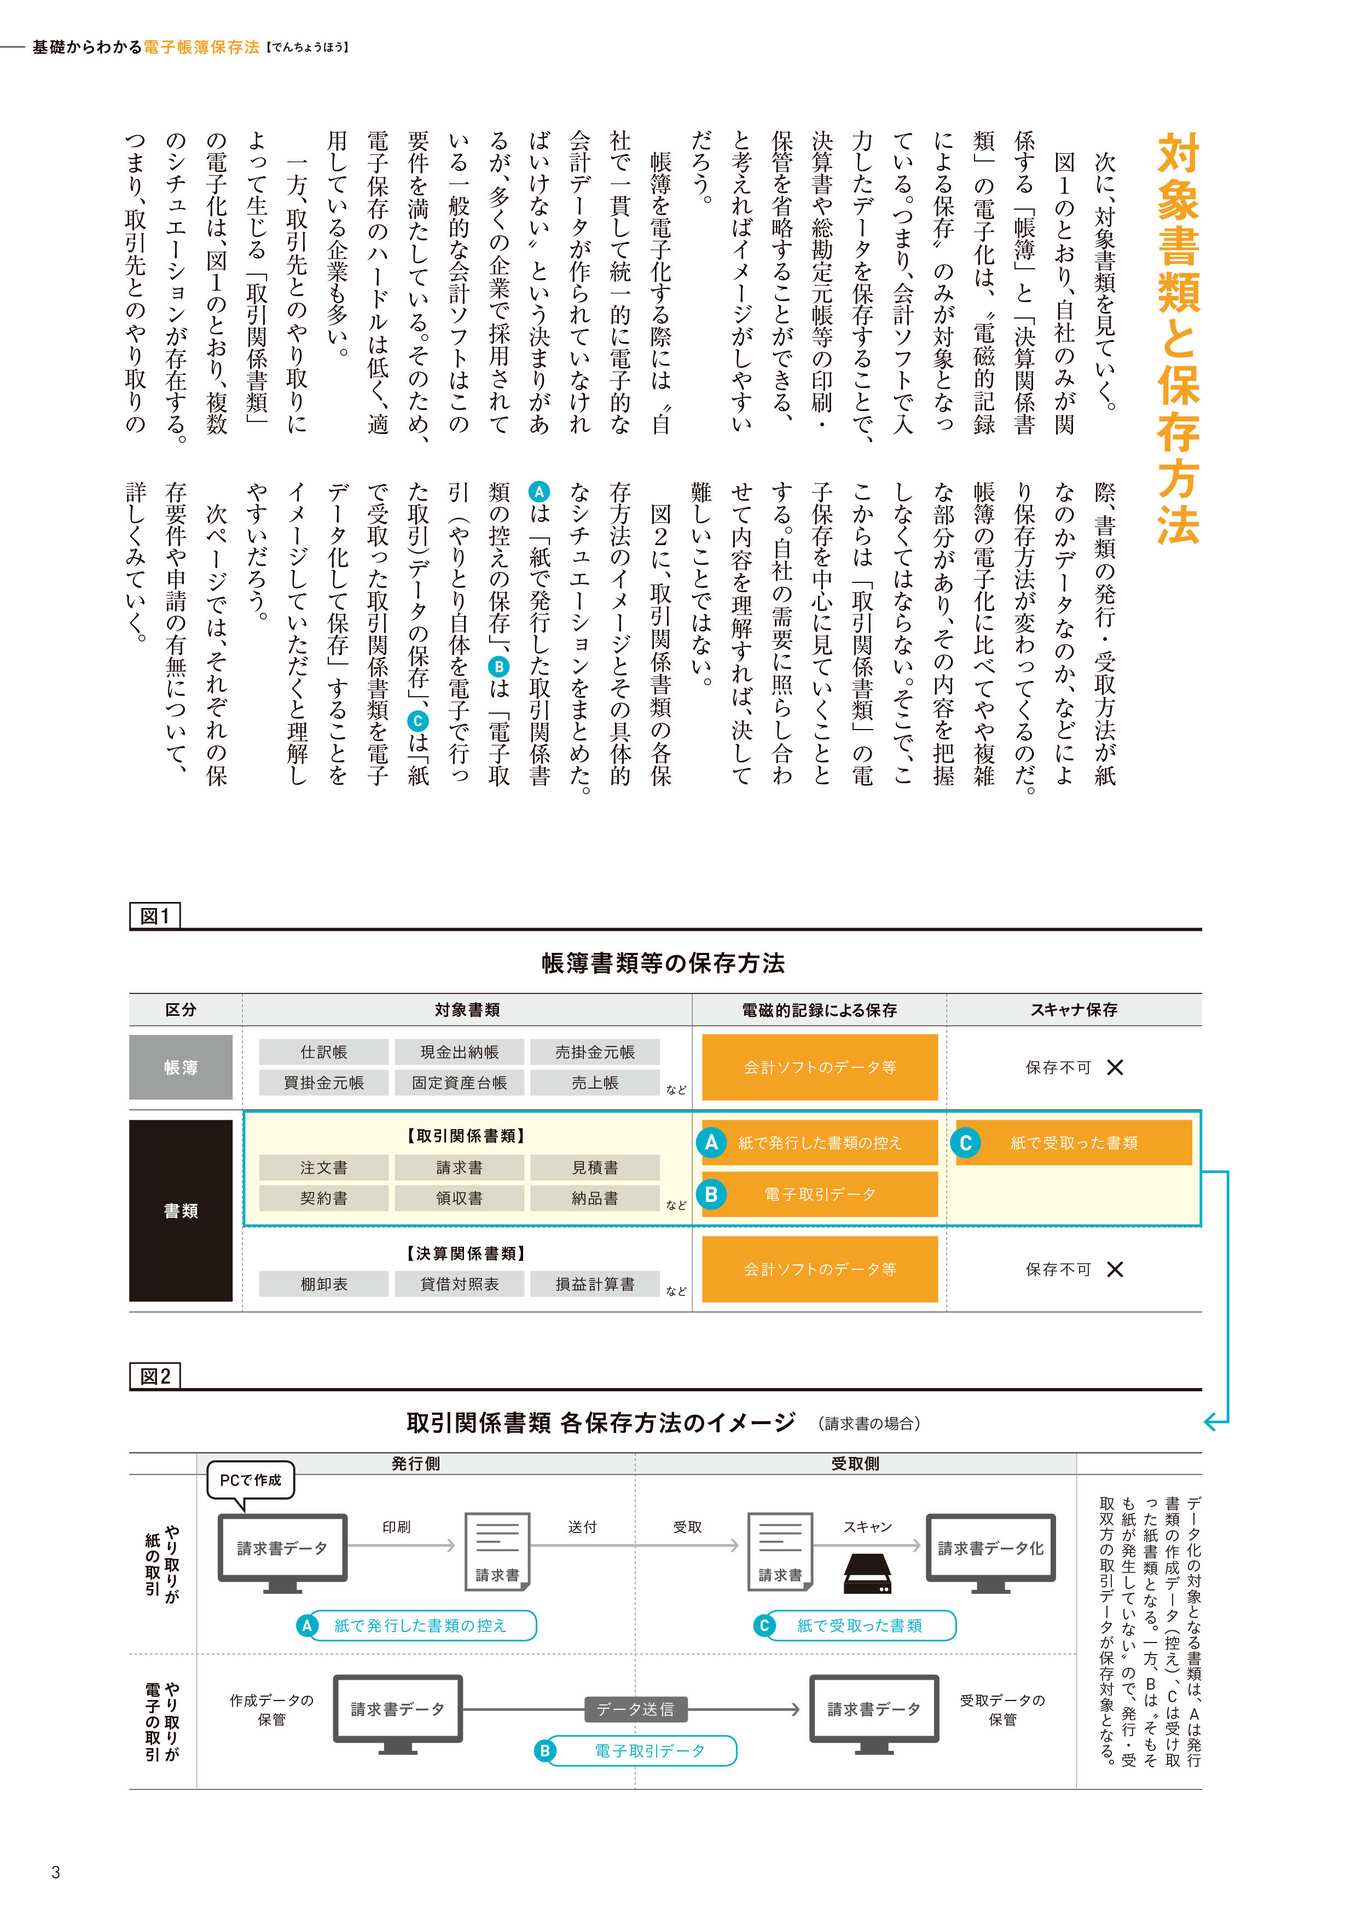 基礎からわかる電子帳簿保存法【でんちょうほう】
対象書類と保存方法
次に、対象書類を見ていく。
図1のとおり、自社のみが関
係する「帳簿」と「決算関係書
類」の電子化は、〝電磁的記録
による保存〟のみが対象となっ
ている。つまり、会計ソフトで入
力したデータを保存することで、
決算書や総勘定元帳等の印刷・
保管を省略することができる、
と考えればイメージがしやすい
だろう。
帳簿を電子化する際には〝自
社で一貫して統一的に電子的な
会計データが作られていなけれ
ばいけない〟という決まりがあ
るが、多くの企業で採用されて
いる一般的な会計ソフトはこの
要件を満たしている。そのため、
電子保存のハードルは低く、適
用している企業も多い。
一方、取引先とのやり取りに
よって生じる「取引関係書類」
の電子化は、図1のとおり、複数
のシチュエーションが存在する。
つまり、取引先とのやり取りの
際、書類の発行・受取方法が紙
なのかデータなのか、などによ
り保存方法が変わってくるのだ。
帳簿の電子化に比べてやや複雑
な部分があり、その内容を把握
しなくてはならない。そこで、こ
こからは「取引関係書類」の電
子保存を中心に見ていくことと
する。自社の需要に照らし合わ
せて内容を理解すれば、決して
難しいことではない。
図2に、取引関係書類の各保
存方法のイメージとその具体的
なシチュエーションをまとめた。
Aは「紙で発行した取引関係書
類の控えの保存」、Bは「電子取
引（やりとり自体を電子で行っ
た取引）データの保存」、Cは「紙
で受取った取引関係書類を電子
データ化して保存」することを
イメージしていただくと理解し
やすいだろう。
次ページでは、それぞれの保
存要件や申請の有無について、
詳しくみていく。
図1
帳簿書類等の保存方法
区分 対象書類 電磁的記録による保存 スキャナ保存
帳簿
仕訳帳 現金出納帳 売掛金元帳
買掛金元帳 固定資産台帳 売上帳 など
会計ソフトのデータ等
保存不可 ×
書類
【取引関係書類】
注文書 請求書 見積書
契約書 領収書 納品書 など
A 紙で発行した書類の控え
B 電子取引データ
C 紙で受取った書類
【決算関係書類】
棚卸表 貸借対照表 損益計算書 など
会計ソフトのデータ等
保存不可 ×
図2
取引関係書類 各保存方法のイメージ （請求書の場合）
発行側 受取側
やり取りが
紙の取引
PCで作成
請求書データ
印刷
請求書
送付
受取
請求書
スキャン
請求書データ化
A 紙で発行した書類の控え
C 紙で受取った書類
やり取りが
電子の取引
作成データの
保管
請求書データ
データ送信
請求書データ
受取データの
保管
B 電子取引データ
データ化の対象となる書類は、Aは発行
書類の作成データ（控え）、Cは受け取
った紙書類となる。一方、Bは〝そもそ
も紙が発生していない〟ので、発行・受
取双方の取引データが保存対象となる。
3